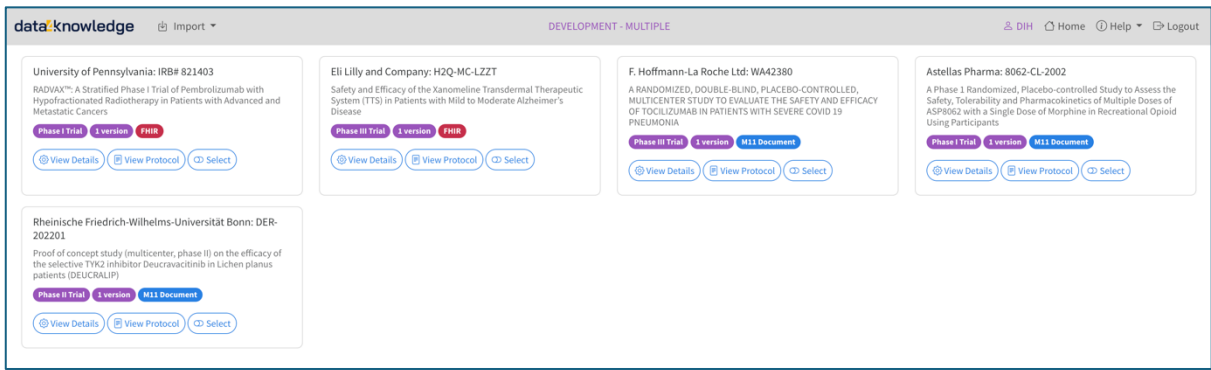 data4knowledge
Import
DEVELOPMENT - MULTIPLE
DIH
Home
Help
Logout
University of Pennsylvania: IRB# 821403
RADVAX™: A Stratified Phase I Trial of Pembrolizumab with
Hypofractionated Radiotherapy in Patients with Advanced and
Metastatic Cancers
Phase I Trial 1 version FHIR
View Details View Protocol Select
Eli Lilly and Company: H2Q-MC-LZZT
Safety and Efficacy of the Xanomeline Transdermal Therapeutic
System (TTS) in Patients with Mild to Moderate Alzheimer's
Disease
Phase III Trial 1 version FHIR
View Details View Protocol Select
F. Hoffmann-La Roche Ltd: WA42380
A RANDOMIZED, DOUBLE-BLIND, PLACEBO-CONTROLLED,
MULTICENTER STUDY TO EVALUATE THE SAFETY AND EFFICACY
OF TOCILIZUMAB IN PATIENTS WITH SEVERE COVID 19
PNEUMONIA
Phase III Trial 1 version M11 Document
View Details View Protocol Select
Astellas Pharma: 8062-CL-2002
A Phase 1 Randomized, Placebo-controlled Study to Assess the
Safety, Tolerability and Pharmacokinetics of Multiple Doses of
ASP8062 with a Single Dose of Morphine in Recreational Opioid
Using Participants
Phase I Trial 1 version M11 Document
View Details View Protocol Select
Rheinische Friedrich-Wilhelms-Universität Bonn: DER-
202201
Proof of concept study (multicenter, phase II) on the efficacy of
the selective TYK2 inhibitor Deucravacitinib in Lichen planus
patients (DEUCRALIP)
Phase II Trial 1 version M11 Document
View Details View Protocol Select